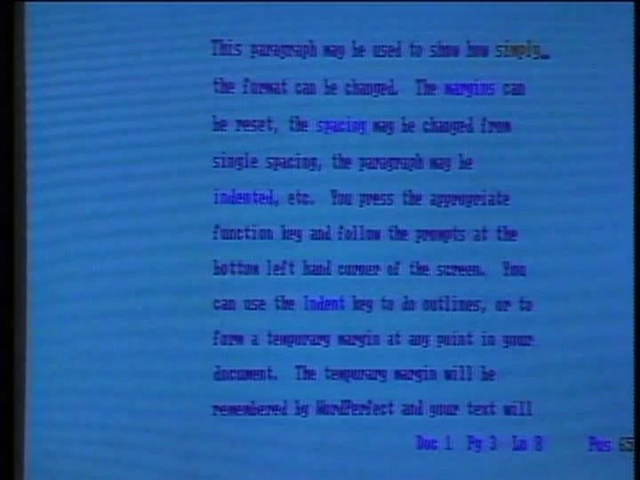 This paragraph may be used to show how simply
the format can be changed. The margins can
be reset, the spacing may be changed from
single spacing, the paragraph may be
indented, etc. You press the appropriate
function key and follow the prompts at the
bottom left hand corner of the screen. You
can use the Indent key to do outlines, or to
form a temporary margin at any point in your
document. The temporary margin will be
remembered by WordPerfect and your text will
Doc 1 Pg 3 Ln 8 Pos 65